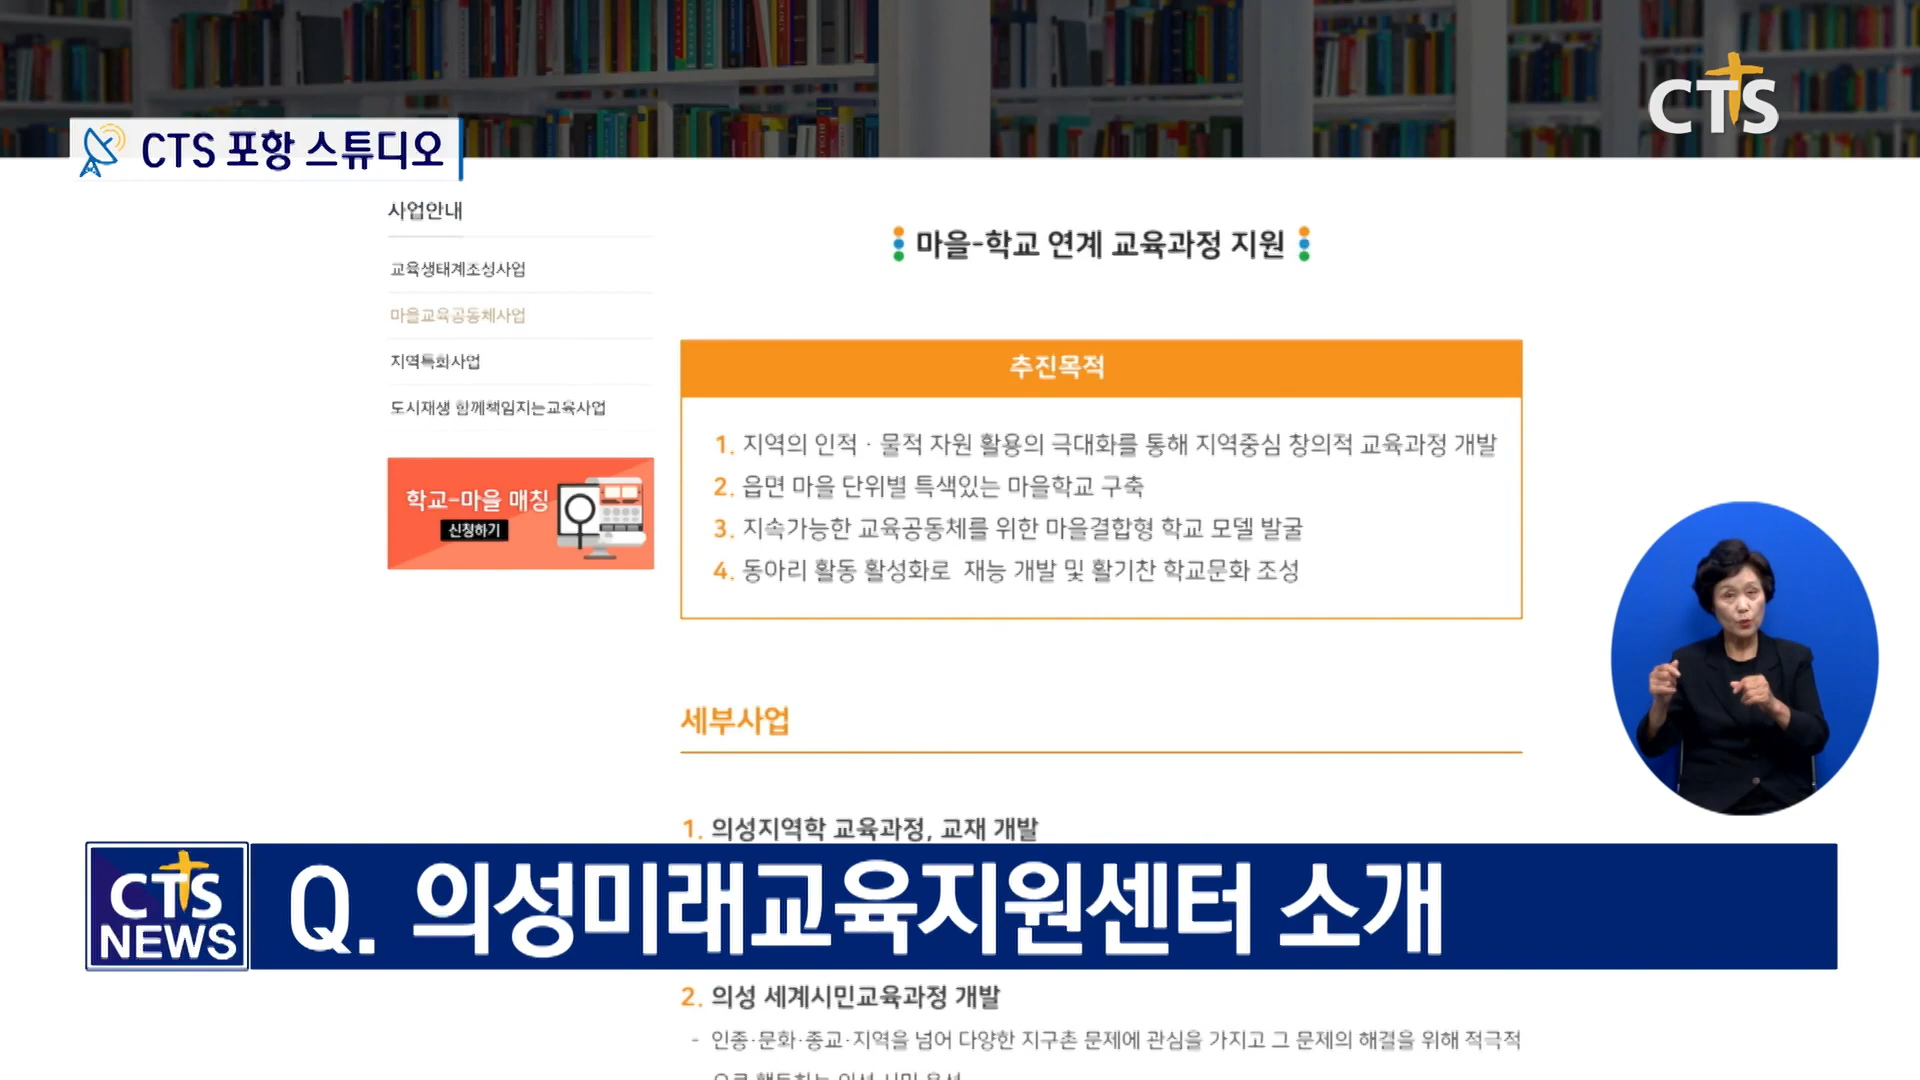 CTS
CTS 포항 스튜디오
사업안내
교육생태계조성사업
마을교육공동체사업
지역특화사업
도시재생 함께책임지는교육사업
학교-마을 매칭
신청하기
마을-학교 연계 교육과정 지원
추진목적
1. 지역의 인적 · 물적 자원 활용의 극대화를 통해 지역중심 창의적 교육과정 개발
2. 읍면 마을 단위별 특색있는 마을학교 구축
3. 지속가능한 교육공동체를 위한 마을결합형 학교 모델 발굴
4. 동아리 활동 활성화로 재능 개발 및 활기찬 학교문화 조성
세부사업
1. 의성지역학 교육과정, 교재 개발
CTS
NEWS
Q. 의성미래교육지원센터 소개
2. 의성 세계시민교육과정 개발
- 인종·문화·종교·지역을 넘어 다양한 지구촌 문제에 관심을 가지고 그 문제의 해결을 위해 적극적